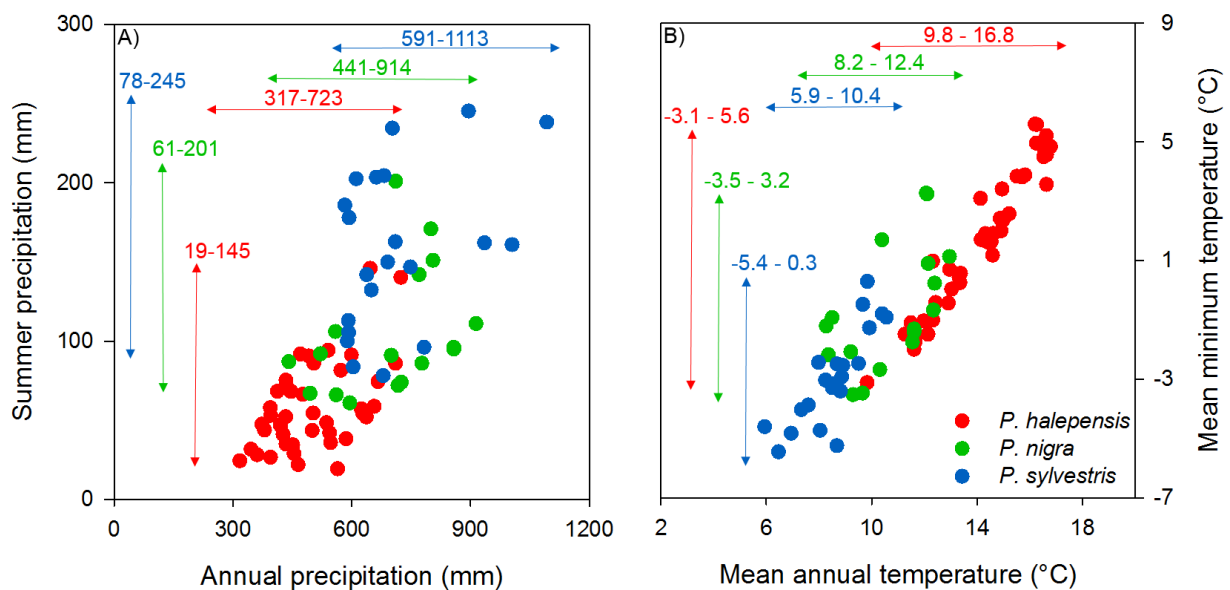 A)
591-1113
441-914
317-723
78-245
61-201
19-145
300
200
100
0
0
300
600
900
1200
Summer precipitation (mm)
Annual precipitation (mm)
B)
9.8 - 16.8
8.2 - 12.4
5.9 - 10.4
-3.1 - 5.6
-3.5 - 3.2
-5.4 - 0.3
P. halepensis
P. nigra
P. sylvestris
9
5
1
-3
-7
2
6
10
14
18
Mean minimum temperature (°C)
Mean annual temperature (°C)